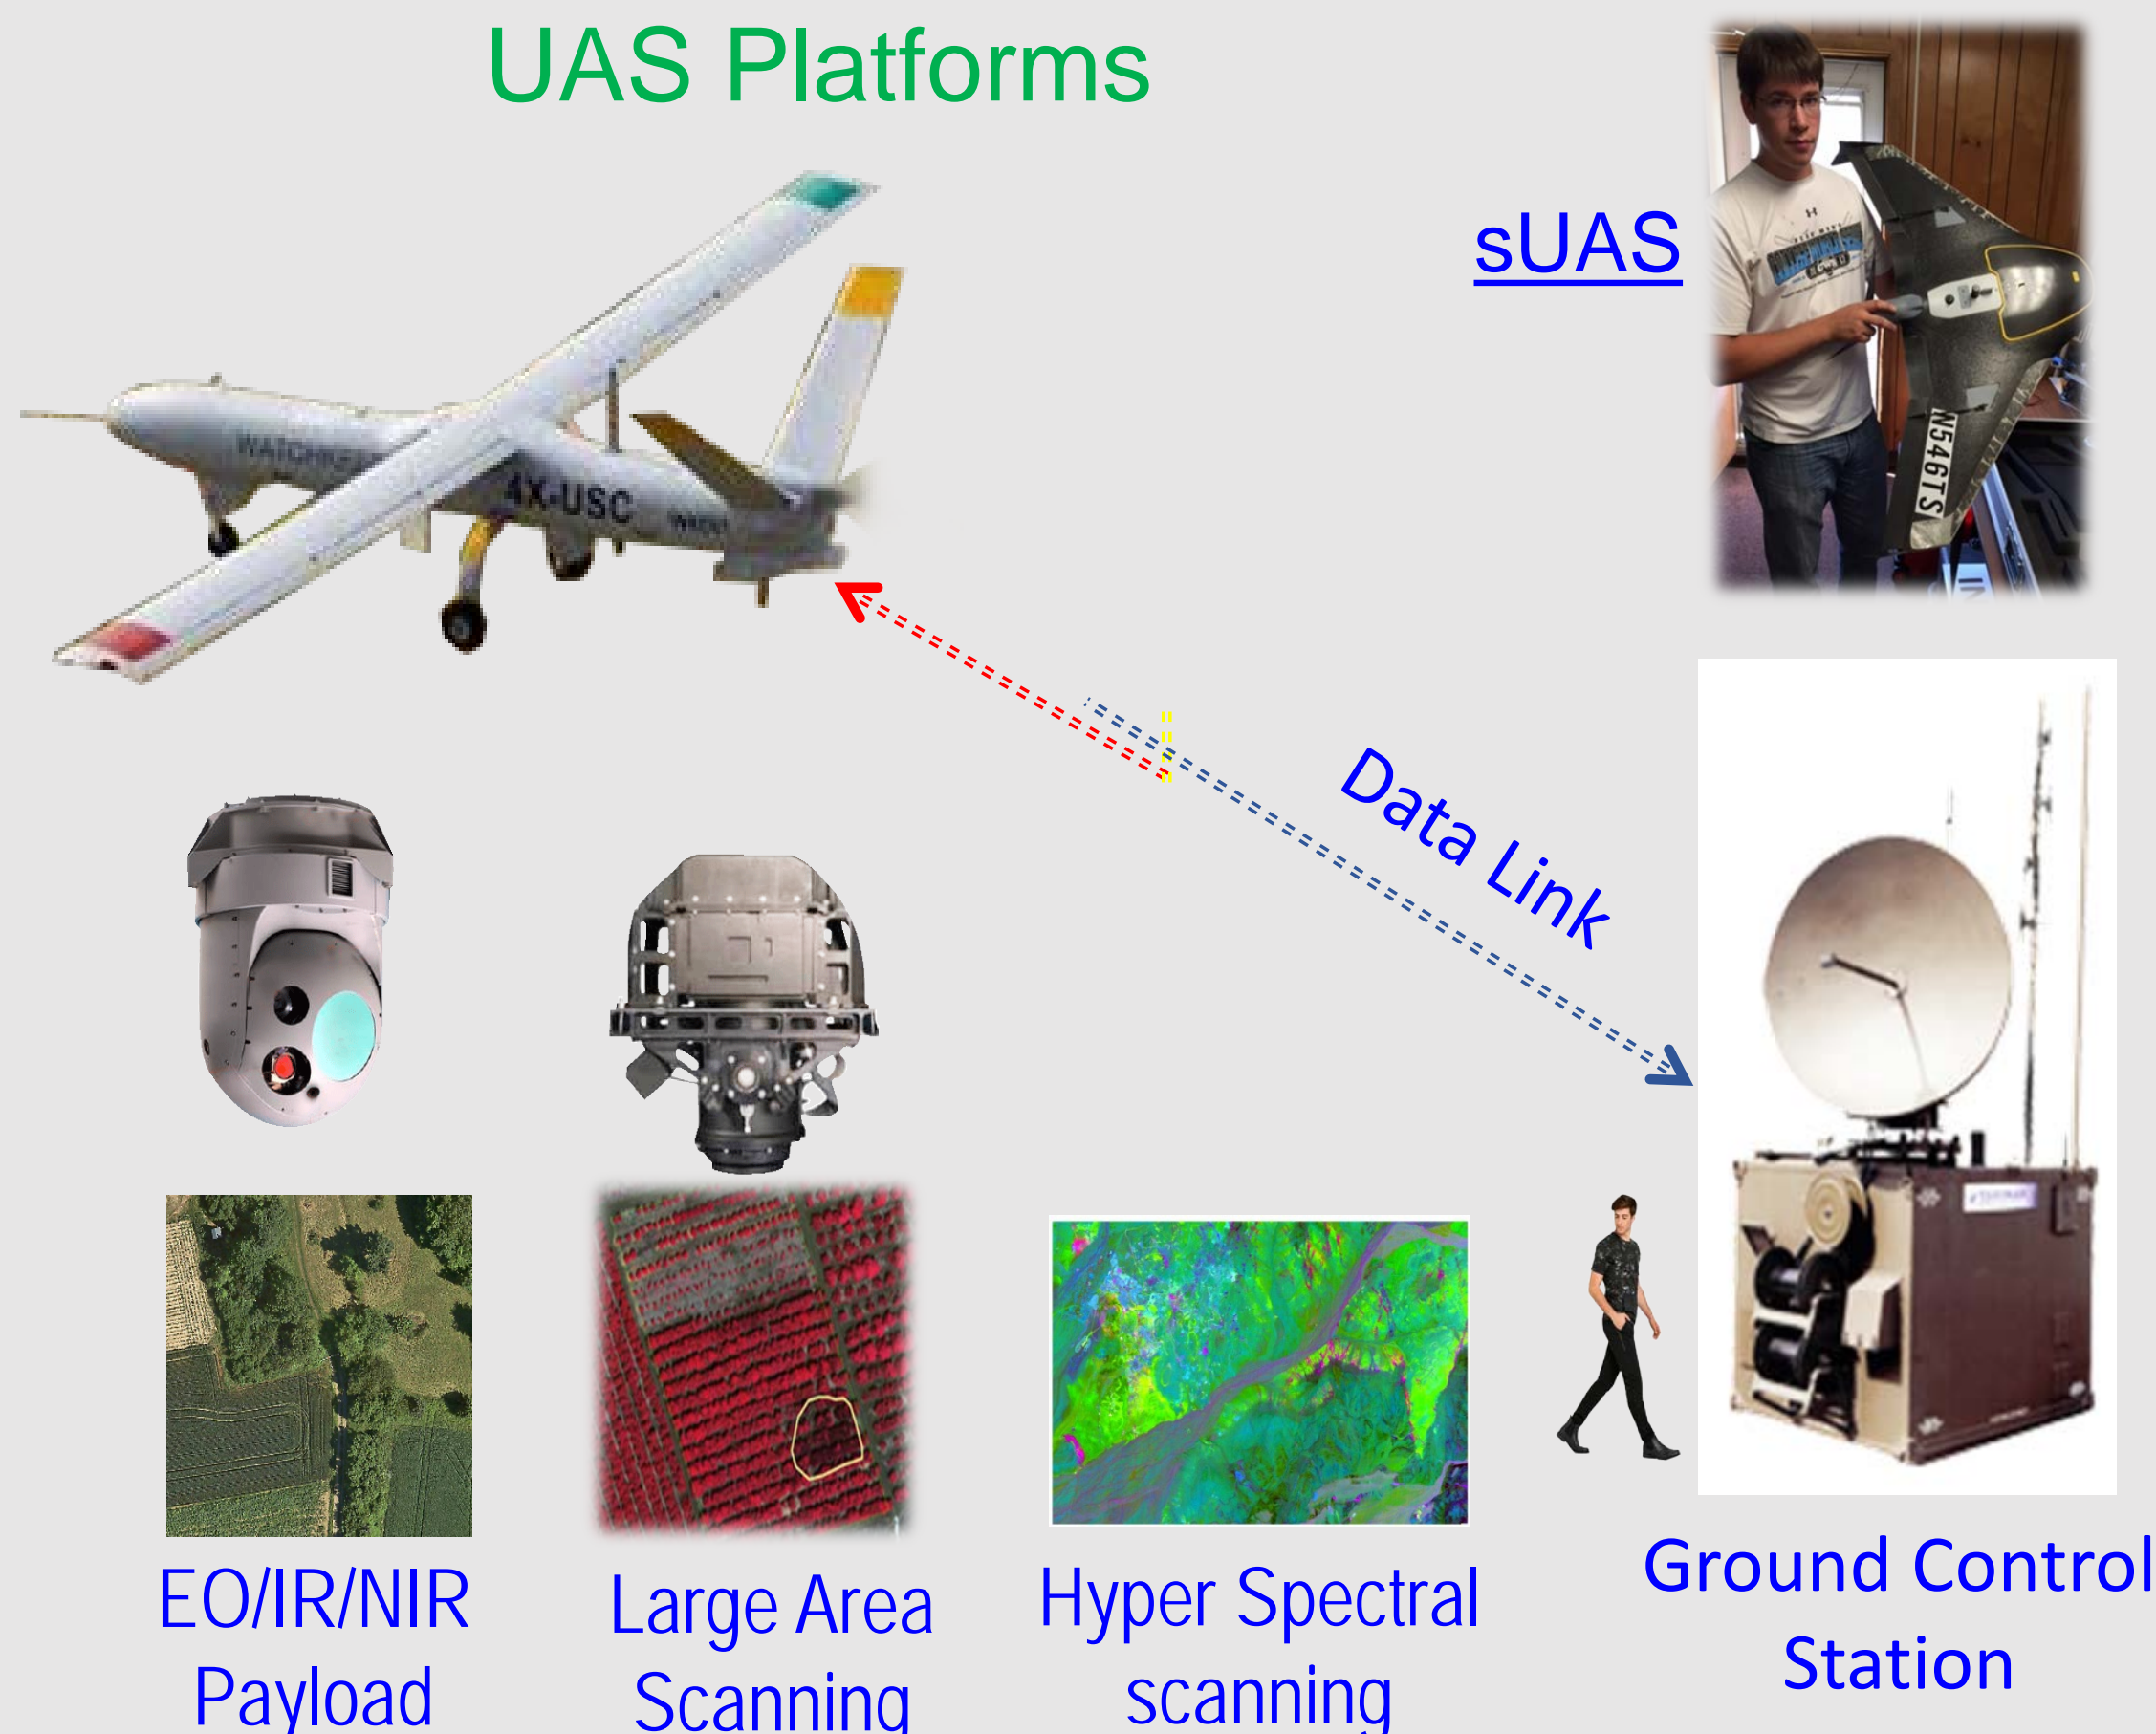 UAS Platforms
sUAS
4X-USC
N546TS
Data Link
EO/IR/NIR
Payload
Large Area
Scanning
Hyper Spectral
scanning
Ground Control
Station